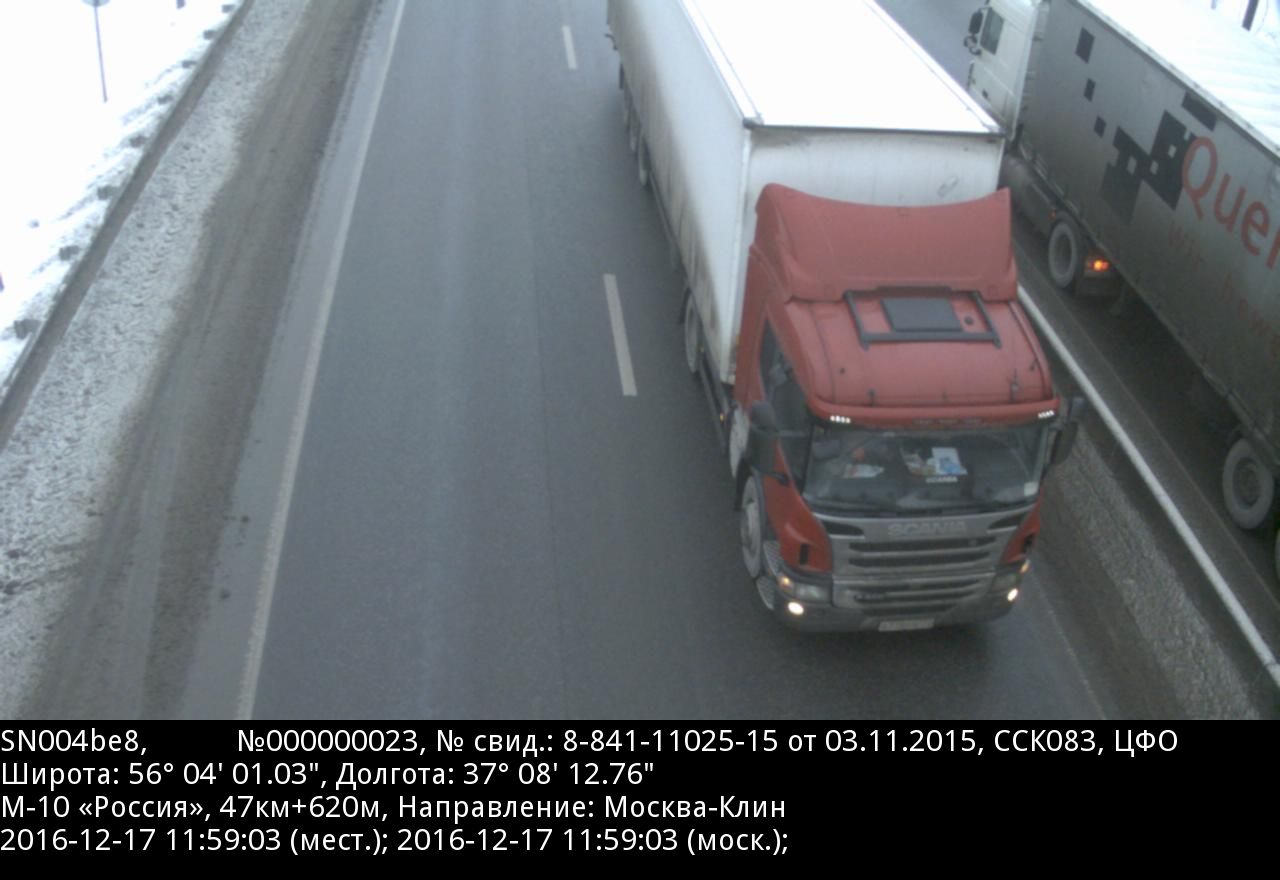 Quer
SCANIA
SN004be8, №000000023, № свид.: 8-841-11025-15 от 03.11.2015, ССК083, ЦФО
Широта: 56° 04' 01.03", Долгота: 37° 08' 12.76"
М-10 «Россия», 47км+620м, Направление: Москва-Клин
2016-12-17 11:59:03 (мест.); 2016-12-17 11:59:03 (моск.);